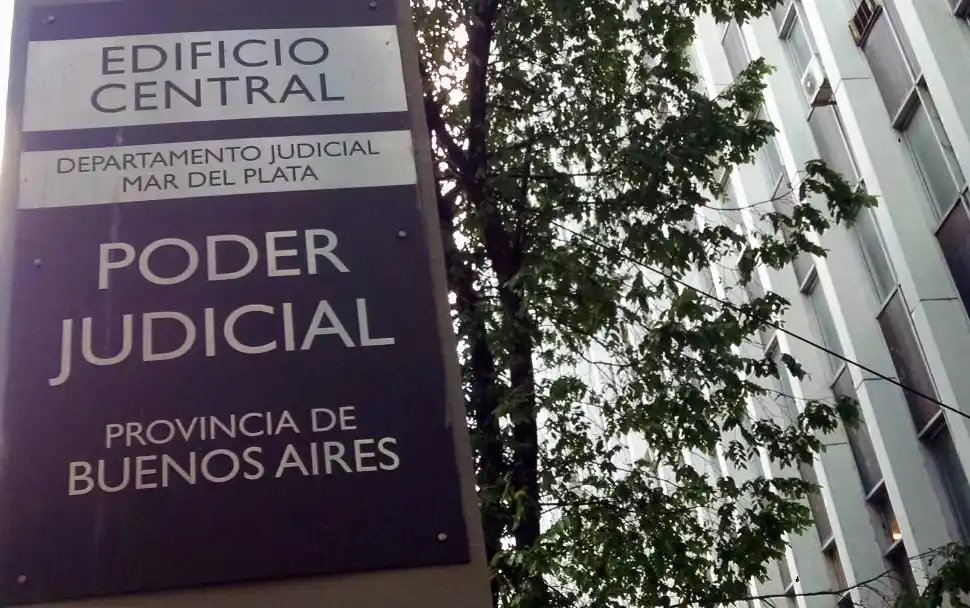 EDIFICIO
CENTRAL
DEPARTAMENTO JUDICIAL
MAR DEL PLATA
PODER
JUDICIAL
PROVINCIA DE
BUENOS AIRES